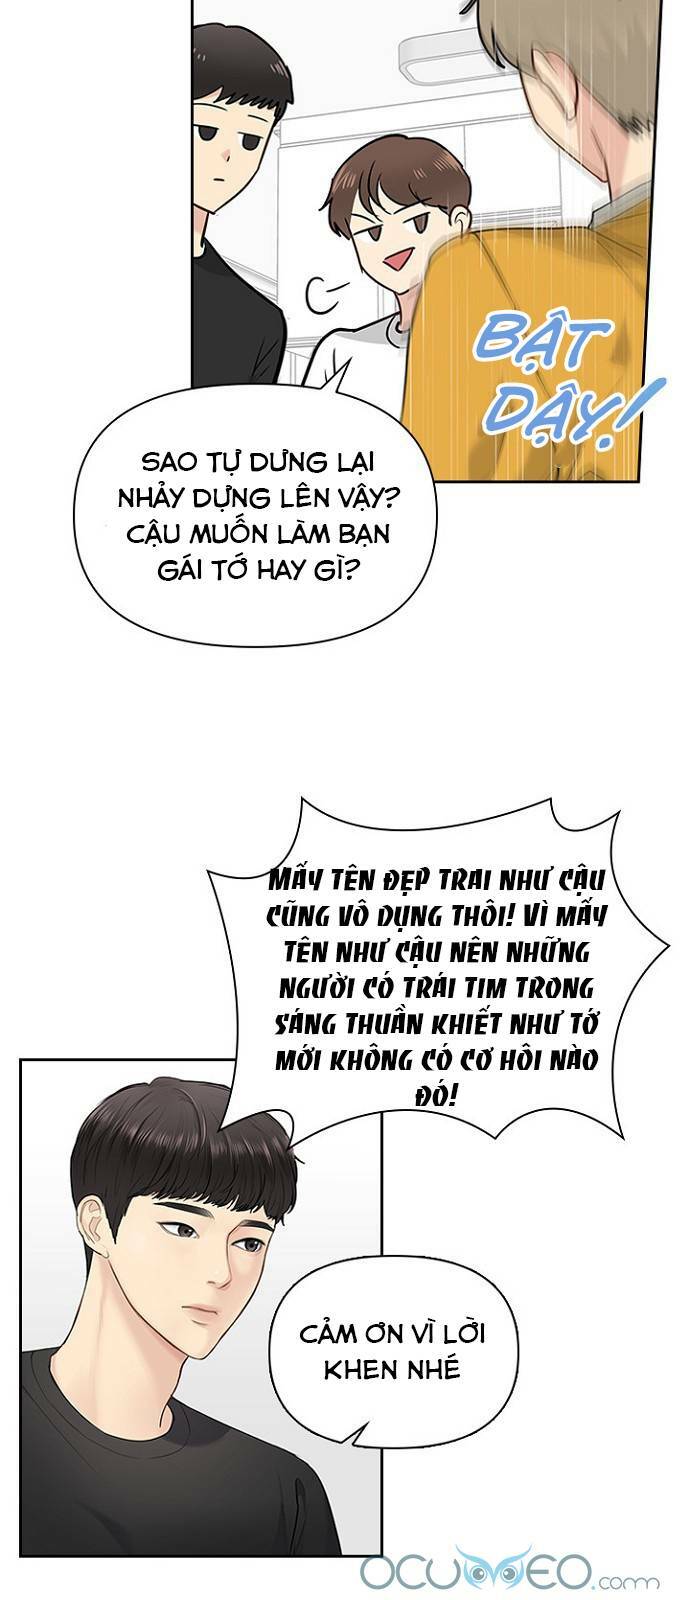 BẬT
DẬY!
SAO TỰ DƯNG LẠI
NHẢY DỰNG LÊN VẬY?
CẬU MUỐN LÀM BẠN
GÁI TỚ HAY GÌ?
MẤY TÊN ĐẸP TRAI NHƯ CẬU
CŨNG VÔ DỤNG THÔI! VÌ MẤY
TÊN NHƯ CẬU NÊN NHỮNG
NGƯỜI CÓ TRÁI TIM TRONG
SÁNG THUẦN KHIẾT NHƯ TỚ
MỚI KHÔNG CÓ CƠ HÔI NÀO
ĐÓ!
CẢM ƠN VÌ LỜI
KHEN NHÉ
OCUMEO.com